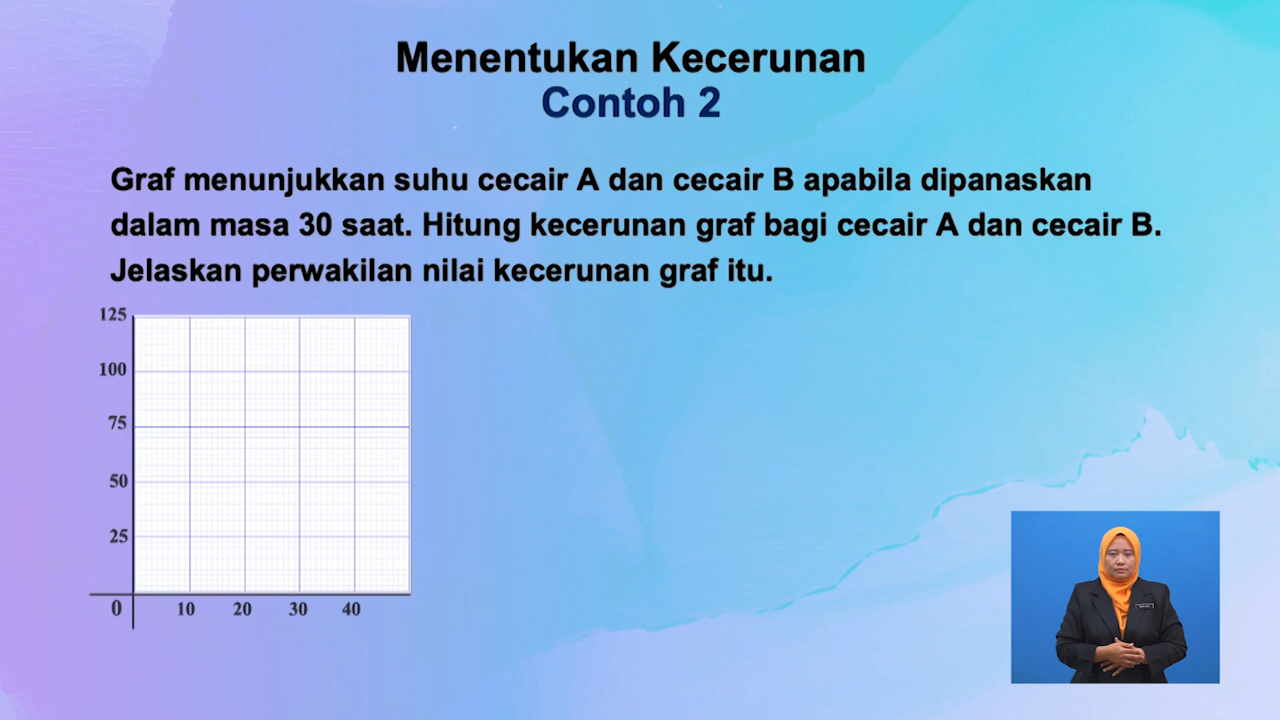 Menentukan Kecerunan
Contoh 2
Graf menunjukkan suhu cecair A dan cecair B apabila dipanaskan
dalam masa 30 saat. Hitung kecerunan graf bagi cecair A dan cecair B.
Jelaskan perwakilan nilai kecerunan graf itu.
125
100
75
50
25
0 10 20 30 40